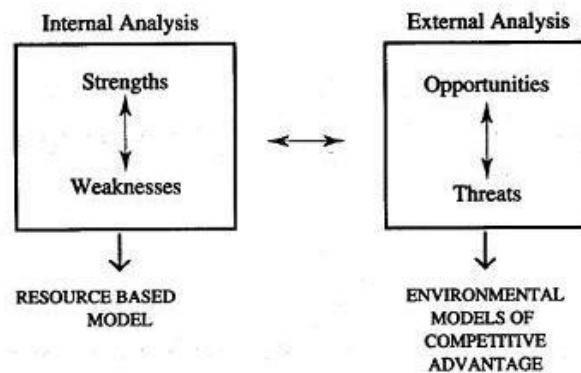 Internal Analysis
Strengths
Weaknesses
RESOURCE BASED
MODEL
External Analysis
Opportunities
Threats
ENVIRONMENTAL
MODELS OF
COMPETITIVE
ADVANTAGE